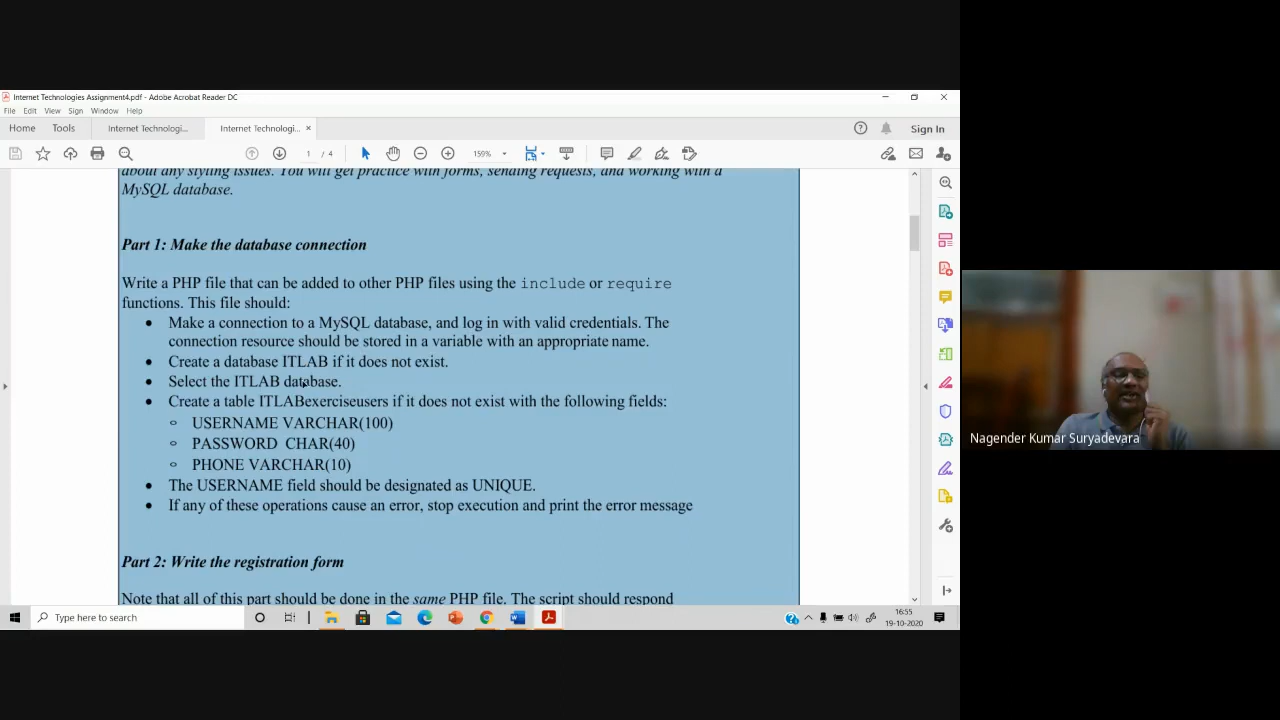 Internet Technologies Assignment4.pdf - Adobe Acrobat Reader DC
File Edit View Sign Window Help
Home Tools Internet Technologi... Internet Technologi... × Sign In
1 / 4 159%
about any styling issues. You will get practice with forms, sending requests, and working with a
MySQL database.
Part 1: Make the database connection
Write a PHP file that can be added to other PHP files using the include or require
functions. This file should:
• Make a connection to a MySQL database, and log in with valid credentials. The
connection resource should be stored in a variable with an appropriate name.
• Create a database ITLAB if it does not exist.
• Select the ITLAB database.
• Create a table ITLABexerciseusers if it does not exist with the following fields:
○ USERNAME VARCHAR(100)
○ PASSWORD CHAR(40)
○ PHONE VARCHAR(10)
• The USERNAME field should be designated as UNIQUE.
• If any of these operations cause an error, stop execution and print the error message
Part 2: Write the registration form
Note that all of this part should be done in the same PHP file. The script should respond
Type here to search
16:55
19-10-2020
Nagender Kumar Suryadevara